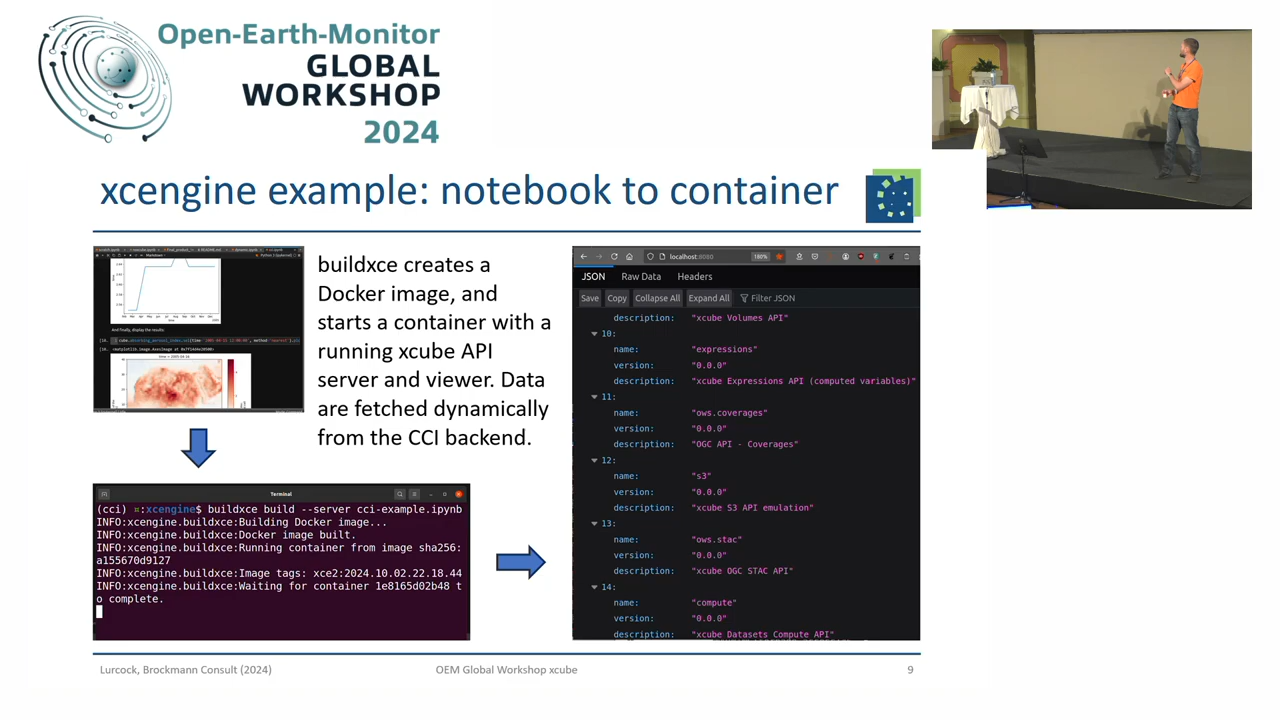 Open-Earth-Monitor
GLOBAL
WORKSHOP
2024
xcengine example: notebook to container
And finally, display the results:
buildxce creates a
Docker image, and
starts a container with a
running xcube API
server and viewer. Data
are fetched dynamically
from the CCI backend.
Terminal
(cci) ¤:xcengine$ buildxce build --server cci-example.ipynb
INFO:xcengine.buildxce:Building Docker image...
INFO:xcengine.buildxce:Docker image built.
INFO:xcengine.buildxce:Running container from image sha256:
a155670d9127
INFO:xcengine.buildxce:Image tags: xce2:2024.10.02.22.18.44
INFO:xcengine.buildxce:Waiting for container 1e8165d02b48 t
o complete.
localhost:8080 180%
JSON Raw Data Headers
Save Copy Collapse All Expand All Filter JSON
description: "xcube Volumes API"
10:
name: "expressions"
version: "0.0.0"
description: "xcube Expressions API (computed variables)"
11:
name: "ows.coverages"
version: "0.0.0"
description: "OGC API - Coverages"
12:
name: "s3"
version: "0.0.0"
description: "xcube S3 API emulation"
13:
name: "ows.stac"
version: "0.0.0"
description: "xcube OGC STAC API"
14:
name: "compute"
version: "0.0.0"
description: "xcube Datasets Compute API"
Lurcock, Brockmann Consult (2024) OEM Global Workshop xcube 9